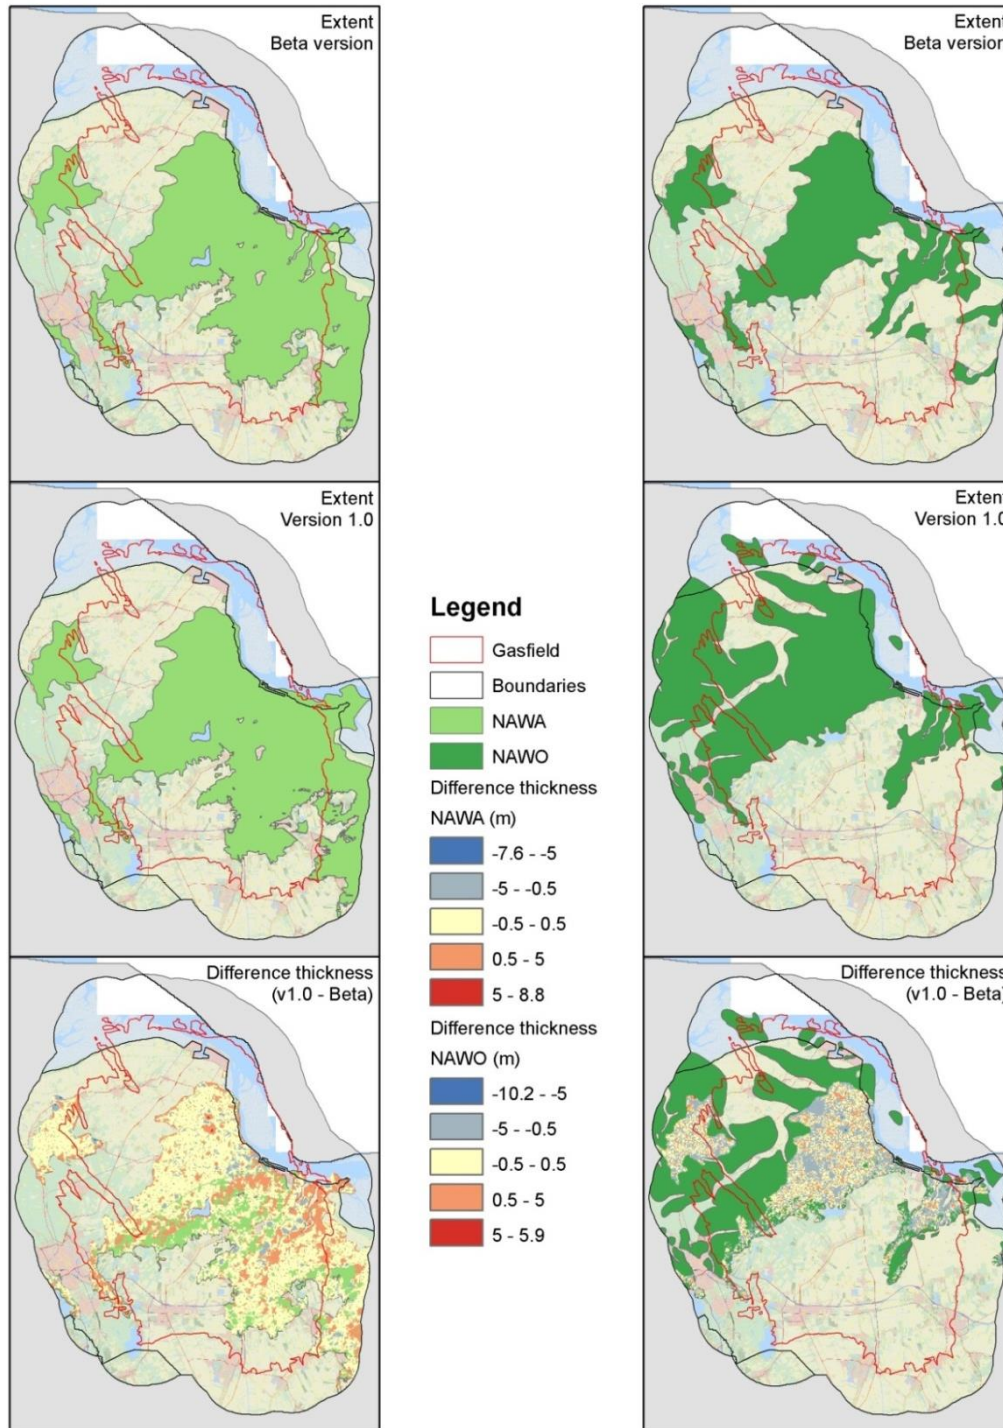 Extent
Beta version
Extent
Beta version
Extent
Version 1.0
Extent
Version 1.0
Legend
Gasfield
Boundaries
NAWA
NAWO
Difference thickness
NAWA (m)
-7.6 - -5
-5 - -0.5
-0.5 - 0.5
0.5 - 5
5 - 8.8
Difference thickness
NAWO (m)
-10.2 - -5
-5 - -0.5
-0.5 - 0.5
0.5 - 5
5 - 5.9
Difference thickness
(v1.0 - Beta)
Difference thickness
(v1.0 - Beta)